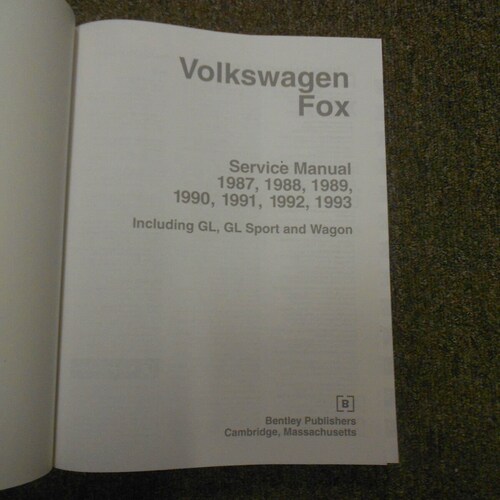 Volkswagen
Fox
Service Manual
1987, 1988, 1989,
1990, 1991, 1992, 1993
Including GL, GL Sport and Wagon
B
Bentley Publishers
Cambridge, Massachusetts